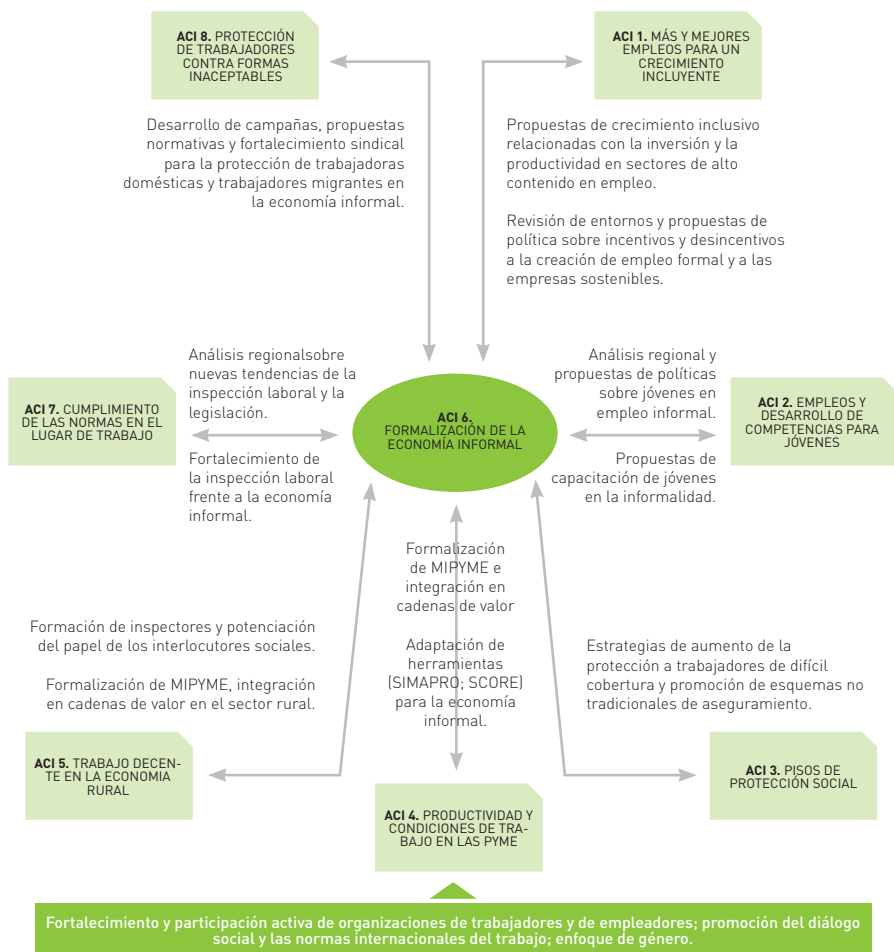 ACI 8. PROTECCIÓN
DE TRABAJADORES
CONTRA FORMAS
INACEPTABLES
ACI 1. MÁS Y MEJORES
EMPLEOS PARA UN
CRECIMIENTO
INCLUYENTE
Desarrollo de campañas, propuestas
normativas y fortalecimiento sindical
para la protección de trabajadoras
domésticas y trabajadores migrantes en
la economía informal.
Propuestas de crecimiento inclusivo
relacionadas con la inversión y la
productividad en sectores de alto
contenido en empleo.
Revisión de entornos y propuestas de
política sobre incentivos y desincentivos
a la creación de empleo formal y a las
empresas sostenibles.
ACI 7. CUMPLIMIENTO
DE LAS NORMAS EN EL
LUGAR DE TRABAJO
Análisis regionalsobre
nuevas tendencias de la
inspección laboral y la
legislación.
Fortalecimiento de
la inspección laboral
frente a la economía
informal.
ACI 6.
FORMALIZACIÓN DE LA
ECONOMÍA INFORMAL
Análisis regional y
propuestas de políticas
sobre jóvenes en
empleo informal.
Propuestas de
capacitación de jóvenes
en la informalidad.
ACI 2. EMPLEOS Y
DESARROLLO DE
COMPETENCIAS PARA
JÓVENES
Formación de inspectores y potenciación
del papel de los interlocutores sociales.
Formalización de MIPYME, integración
en cadenas de valor en el sector rural.
Formalización
de MIPYME e
integración en
cadenas de valor
Adaptación de
herramientas
(SIMAPRO; SCORE)
para la economía
informal.
Estrategias de aumento de la
protección a trabajadores de difícil
cobertura y promoción de esquemas no
tradicionales de aseguramiento.
ACI 5. TRABAJO DECEN-
TE EN LA ECONOMIA
RURAL
ACI 4. PRODUCTIVIDAD Y
CONDICIONES DE TRA-
BAJO EN LAS PYME
ACI 3. PISOS DE
PROTECCIÓN SOCIAL
Fortalecimiento y participación activa de organizaciones de trabajadores y de empleadores; promoción del diálogo
social y las normas internacionales del trabajo; enfoque de género.